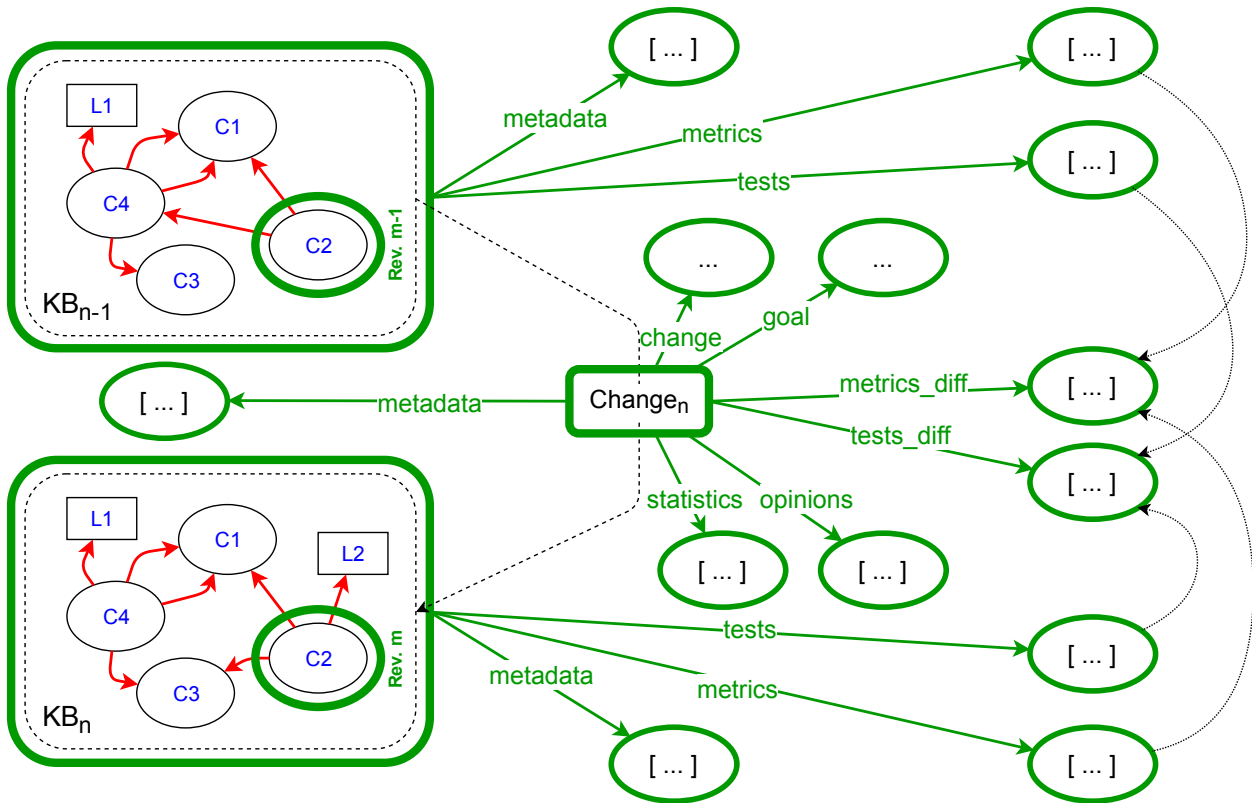 [ ... ]
[ ... ]
L1
C1
metadata
metrics
[ ... ]
tests
C4
C2
Rev. m-1
C3
KBn-1
...
...
change
goal
[ ... ]
metadata
Changen
metrics_diff
[ ... ]
tests_diff
[ ... ]
statistics
opinions
L1
C1
L2
[ ... ]
[ ... ]
C4
C2
Rev. m
C3
KBn
tests
[ ... ]
metadata
metrics
[ ... ]
[ ... ]